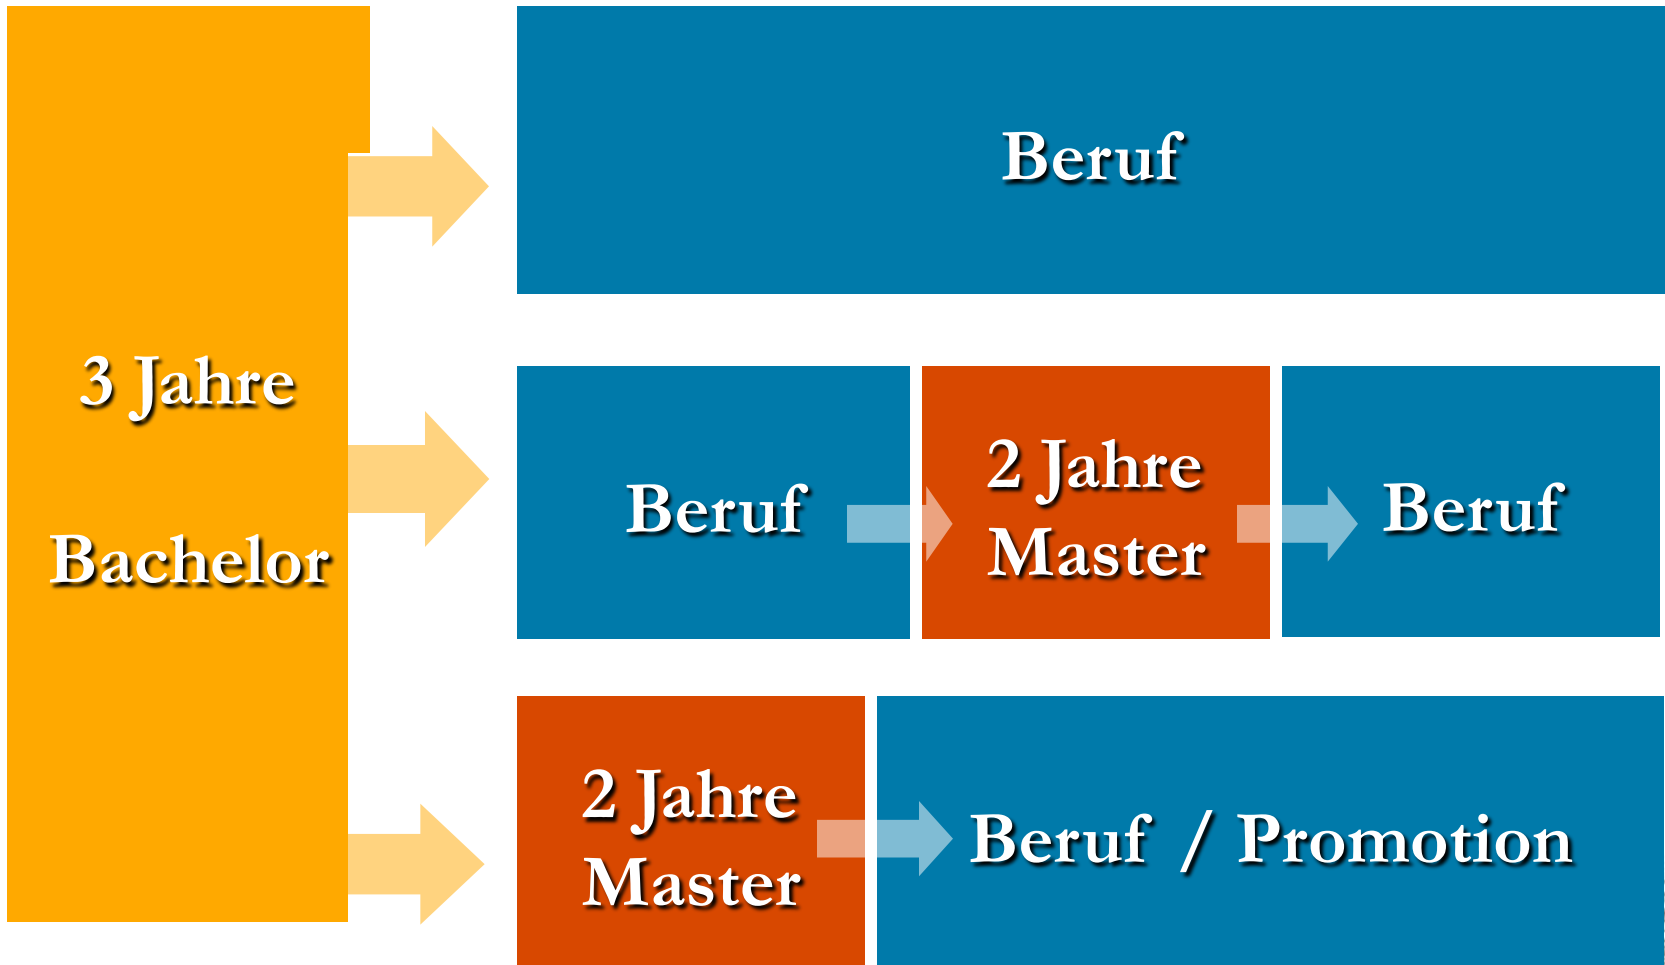 3 Jahre
Bachelor
Beruf
Beruf
2 Jahre
Master
Beruf
2 Jahre
Master
Beruf / Promotion